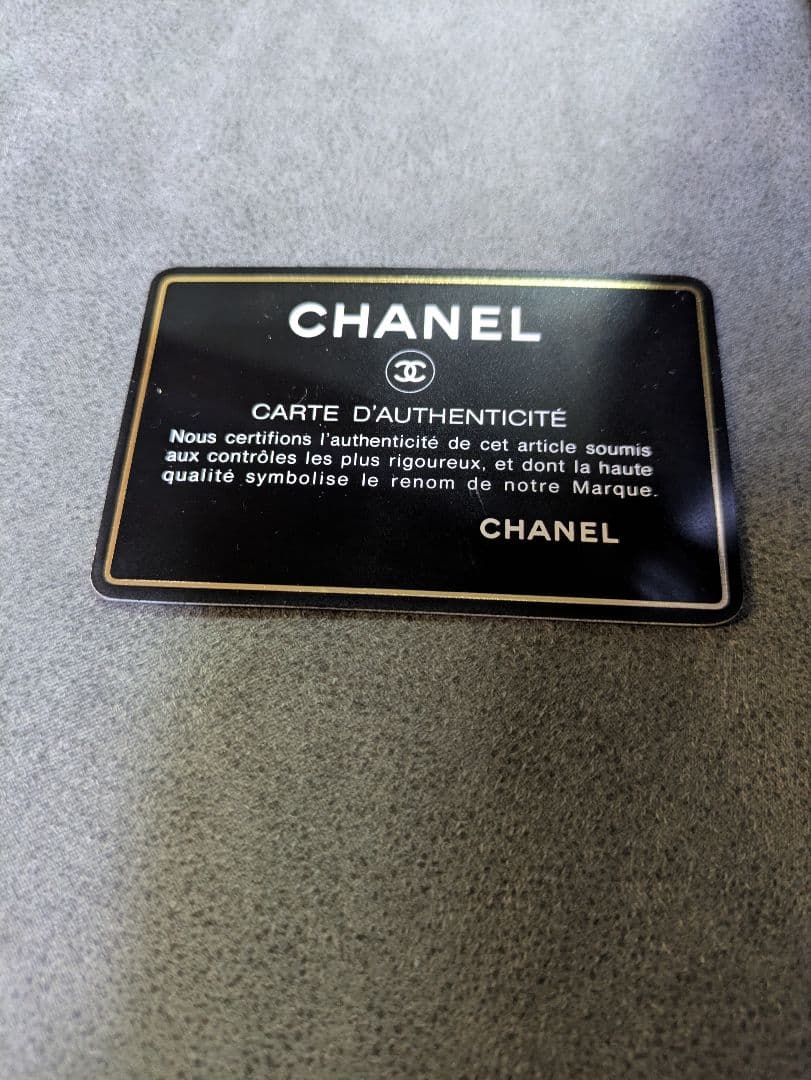 CHANEL
CARTE D'AUTHENTICITÉ
Nous certifions l'authenticité de cet article soumis
aux contrôles les plus rigoureux, et dont la haute
qualité symbolise le renom de notre Marque.
CHANEL